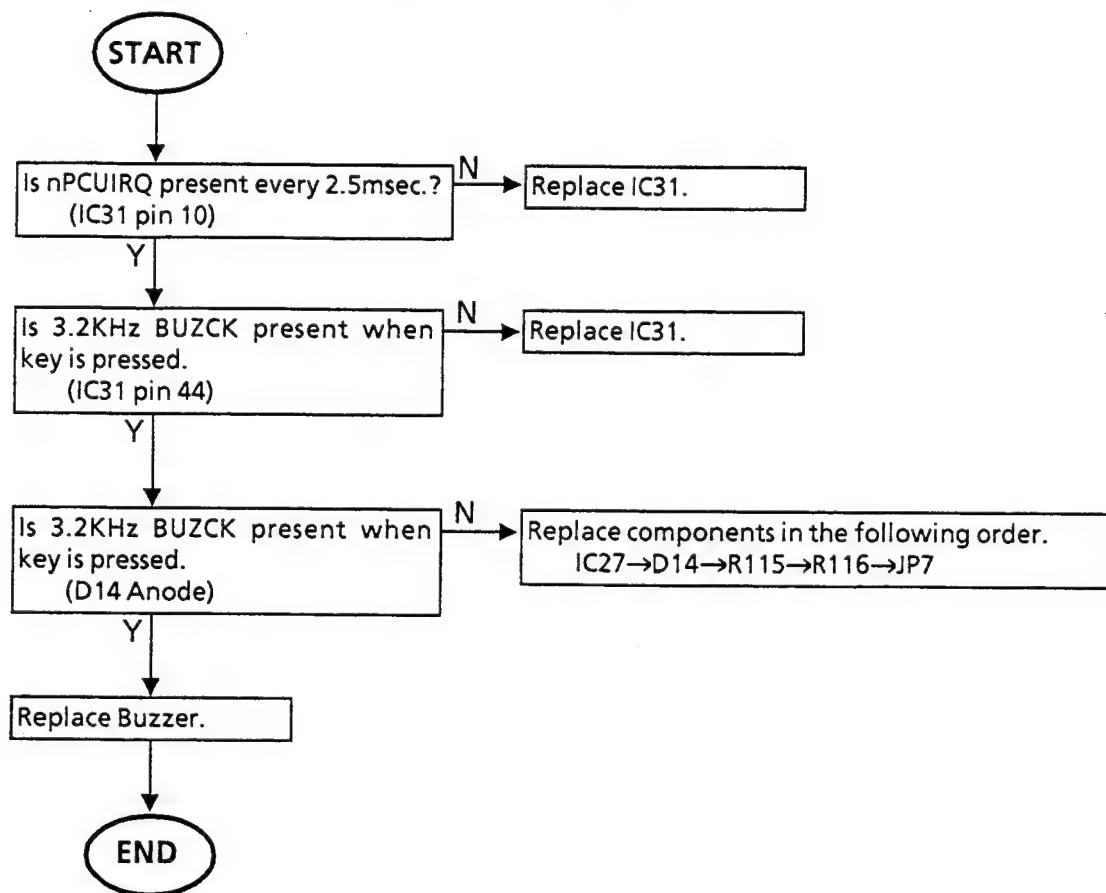 START
Is nPCUIRQ present every 2.5msec.?
(IC31 pin 10)
N
Replace IC31.
Y
Is 3.2KHz BUZCK present when
key is pressed.
(IC31 pin 44)
N
Replace IC31.
Y
Is 3.2KHz BUZCK present when
key is pressed.
(D14 Anode)
N
Replace components in the following order.
IC27→D14→R115→R116→JP7
Y
Replace Buzzer.
END